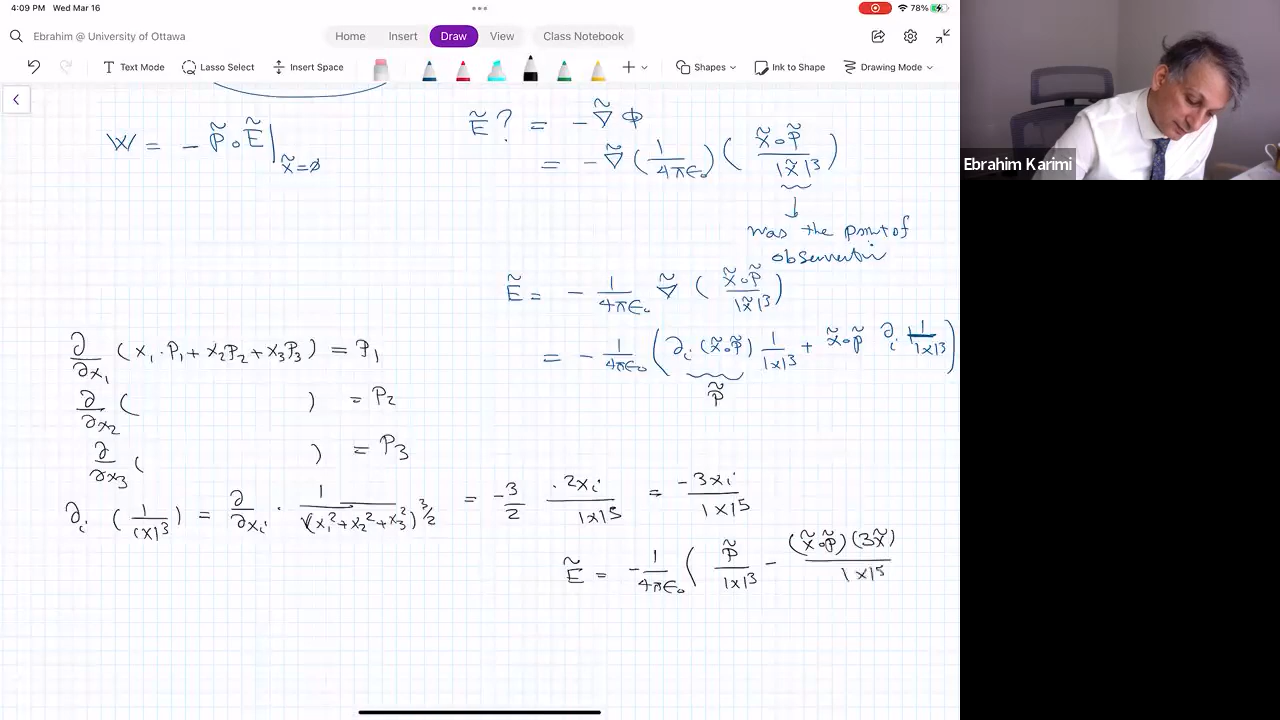 4:09 PM Wed Mar 16
78%
Ebrahim @ University of Ottawa
Home Insert Draw View Class Notebook
Text Mode Lasso Select Insert Space Shapes Ink to Shape Drawing Mode
Ebrahim Karimi
W = - P̃ ∘ Ẽ |ₓ̃₌₀
Ẽ ? = - ∇̃ Φ
= - ∇̃ (1/4πε₀) ( x̃∘P̃ / |x̃|³ )
↓
was the point of
observation
Ẽ = - 1/4πε₀ ∇̃ ( x̃∘P̃ / |x̃|³ )
= - 1/4πε₀ ( ∂ᵢ (x̃∘P̃) 1/|x|³ + x̃∘P̃ ∂ᵢ 1/|x|³ )
P̃
∂/∂x₁ ( x₁·P₁ + x₂P₂ + x₃P₃ ) = P₁
∂/∂x₂ ( ) = P₂
∂/∂x₃ ( ) = P₃
∂ᵢ ( 1/|x|³ ) = ∂/∂xᵢ · 1/(x₁²+x₂²+x₃²)^3/2 = -3/2 · 2xᵢ/|x|⁵ = -3xᵢ/|x|⁵
Ẽ = - 1/4πε₀ ( P̃/|x|³ - (x̃∘P̃)(3x̃)/|x|⁵